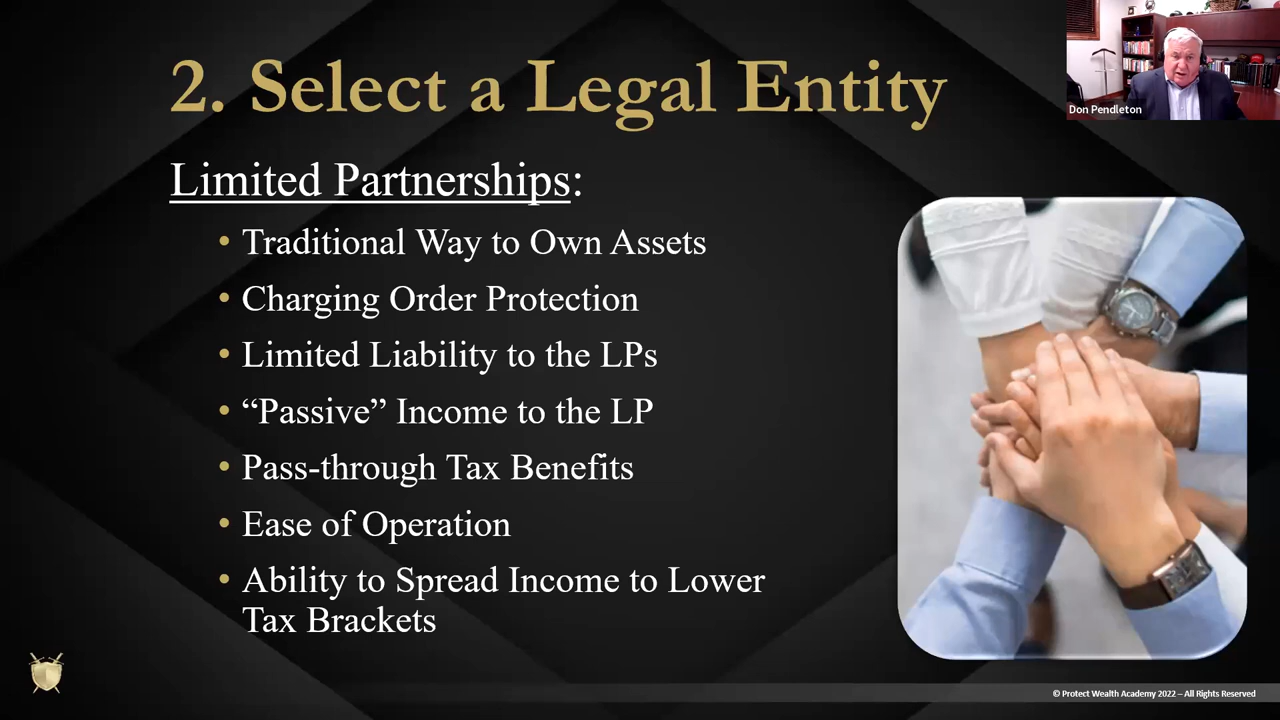 2. Select a Legal Entity
Don Pendleton
Limited Partnerships:
• Traditional Way to Own Assets
• Charging Order Protection
• Limited Liability to the LPs
• “Passive” Income to the LP
• Pass-through Tax Benefits
• Ease of Operation
• Ability to Spread Income to Lower
Tax Brackets
© Protect Wealth Academy 2022 – All Rights Reserved